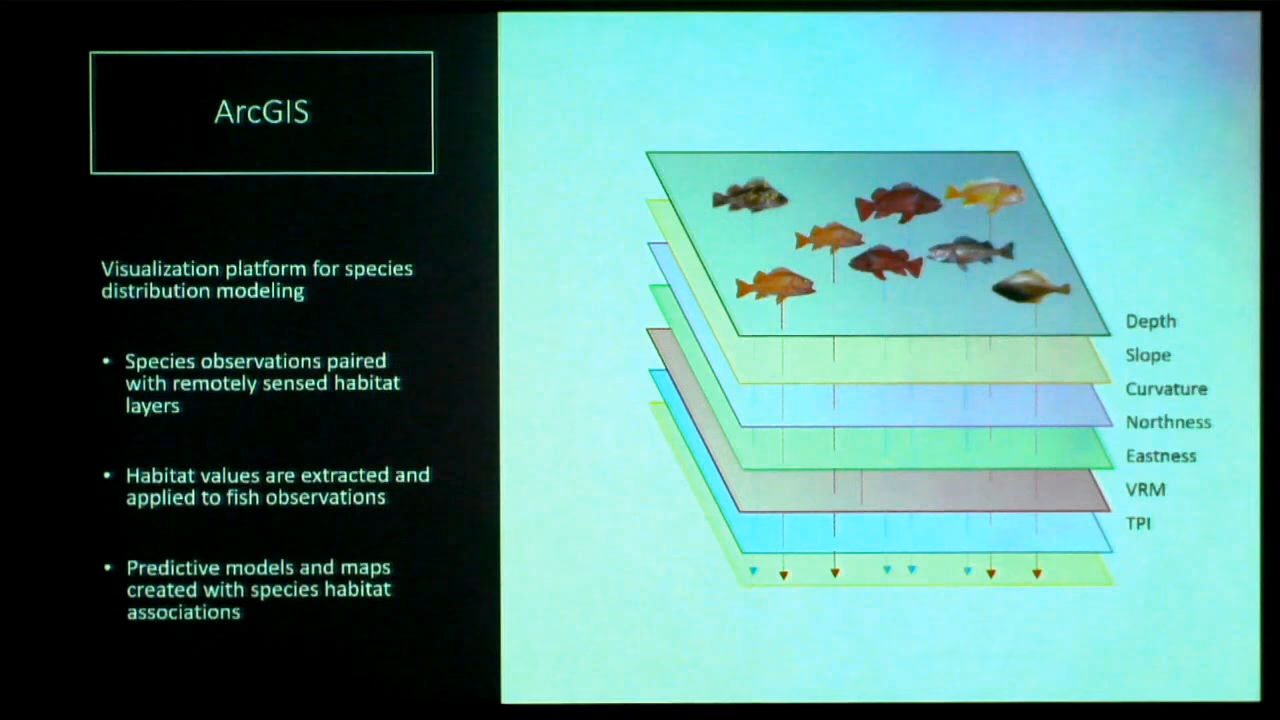 ArcGIS
Visualization platform for species
distribution modeling
• Species observations paired
with remotely sensed habitat
layers
• Habitat values are extracted and
applied to fish observations
• Predictive models and maps
created with species habitat
associations
Depth
Slope
Curvature
Northness
Eastness
VRM
TPI